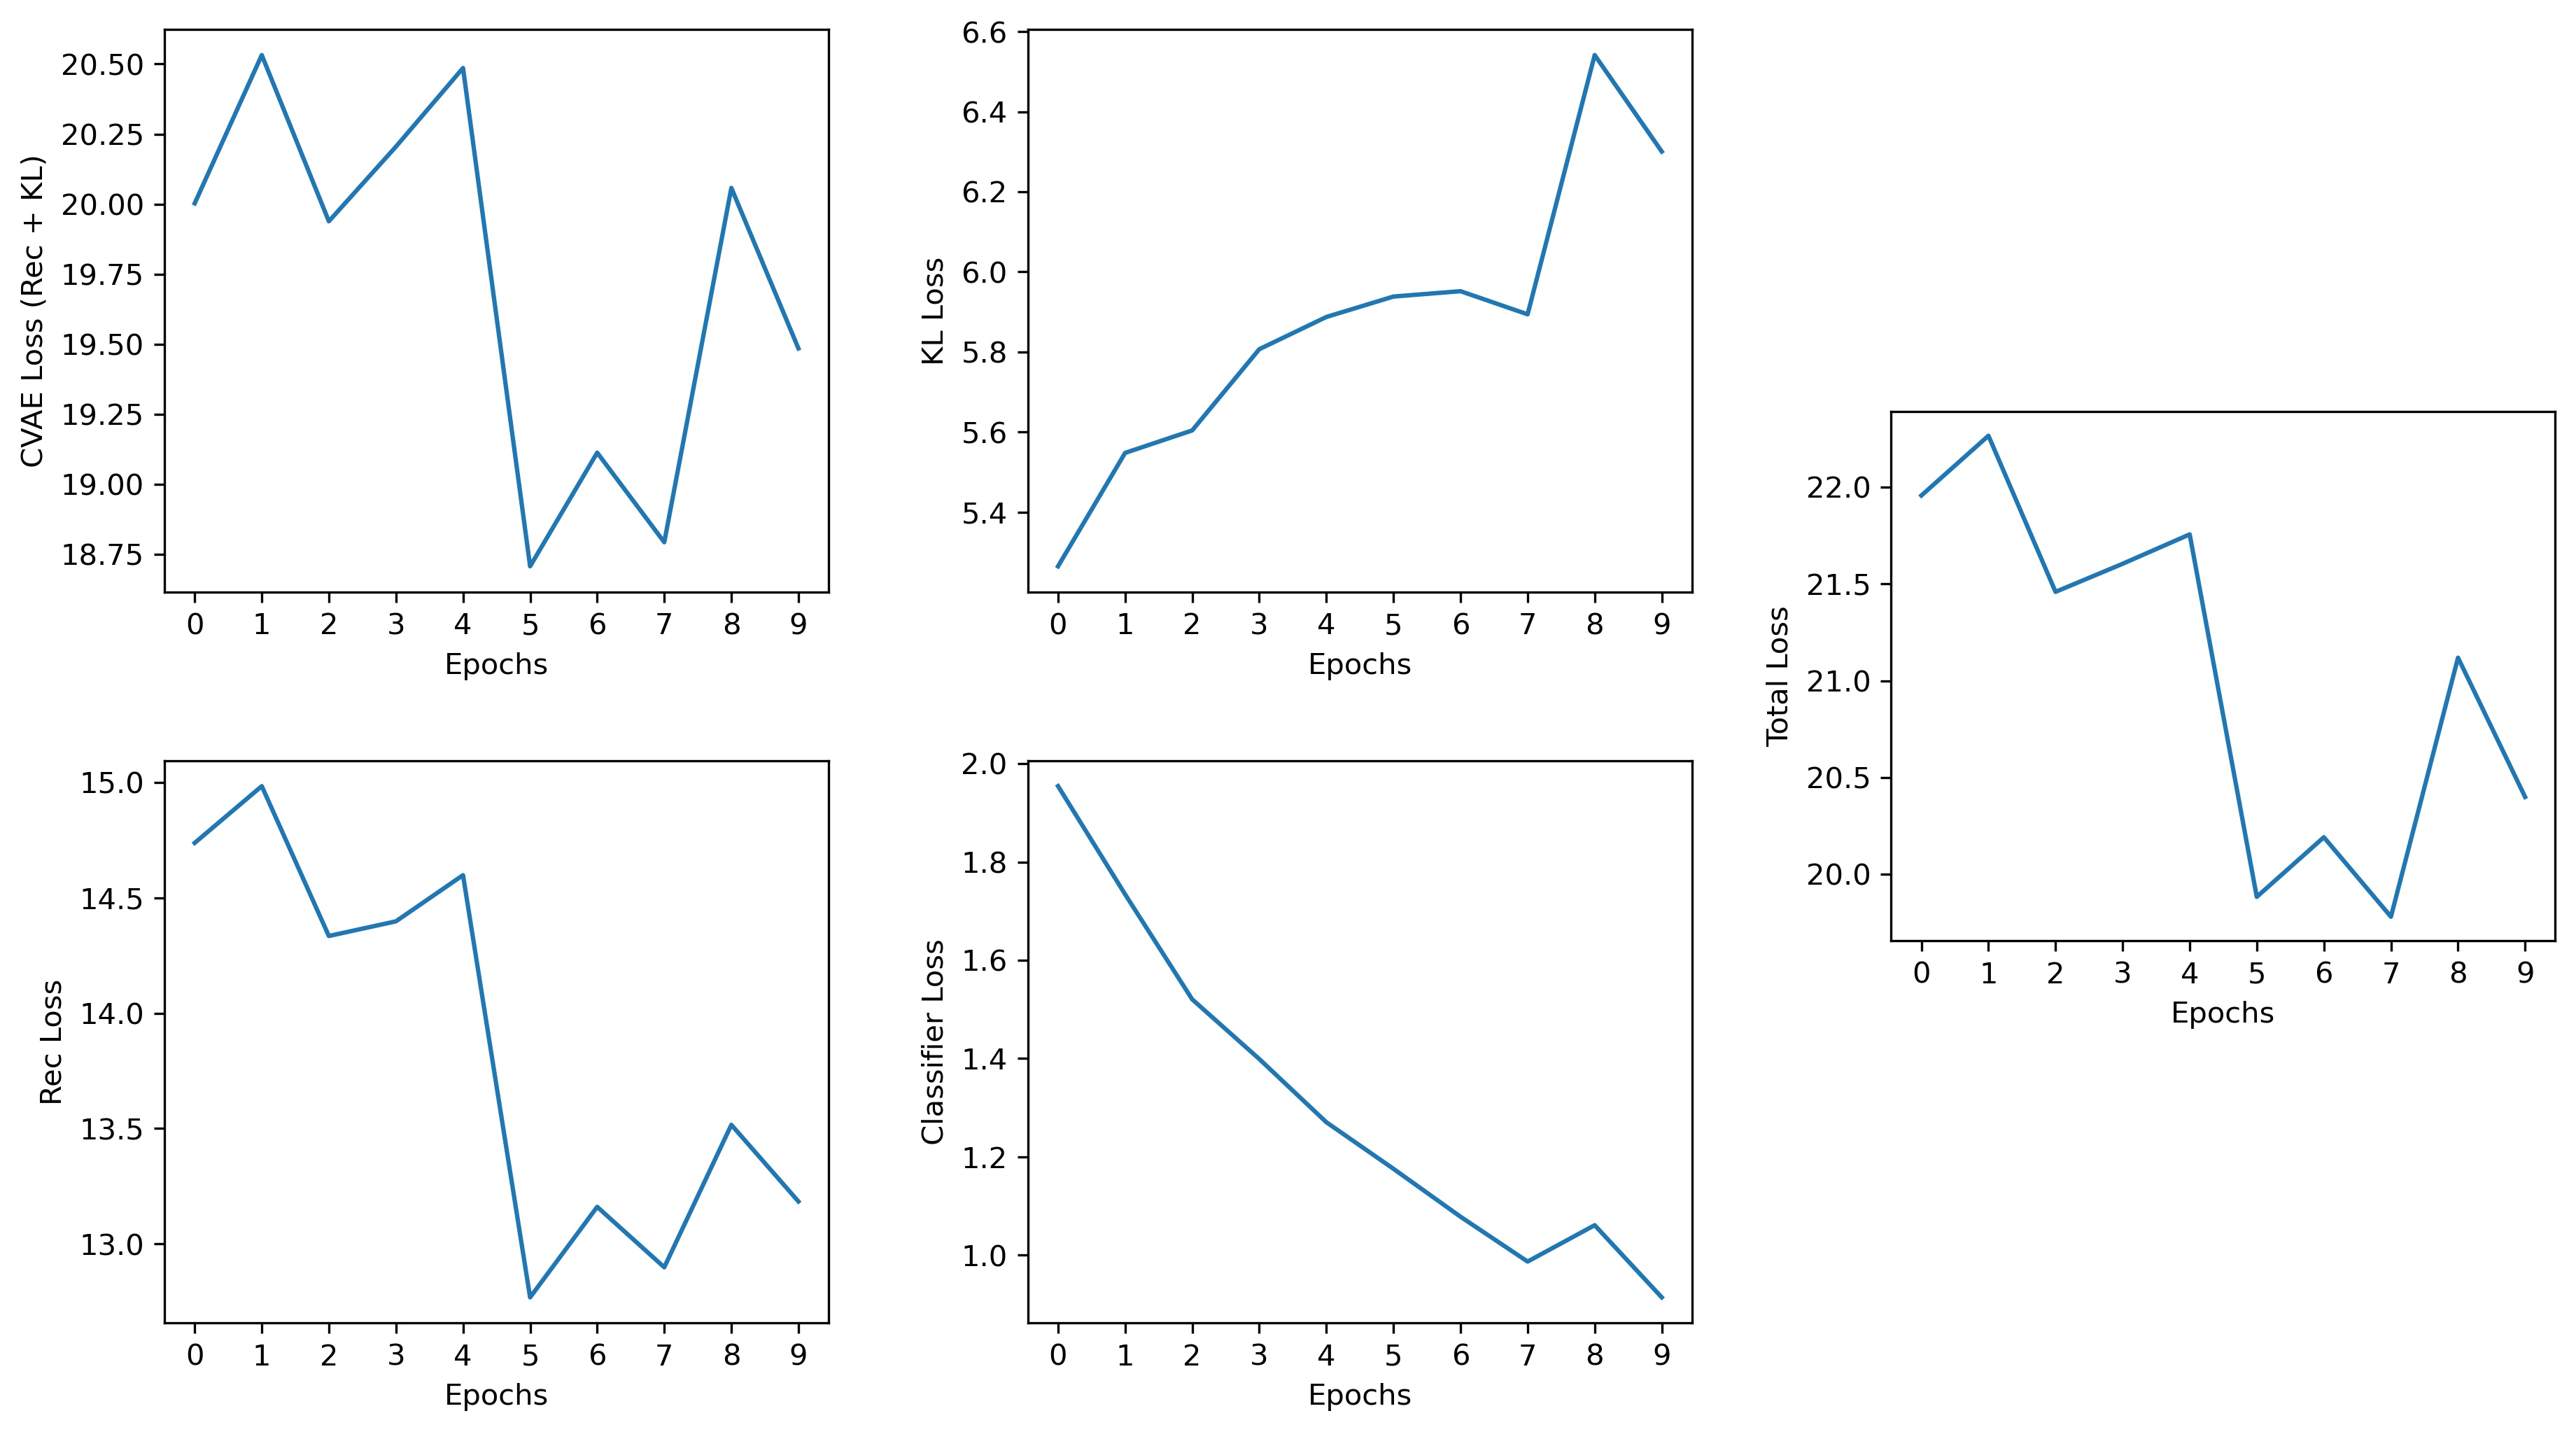 CVAE Loss (Rec + KL)
20.50
20.25
20.00
19.75
19.50
19.25
19.00
18.75
0 1 2 3 4 5 6 7 8 9
Epochs
KL Loss
6.6
6.4
6.2
6.0
5.8
5.6
5.4
0 1 2 3 4 5 6 7 8 9
Epochs
Rec Loss
15.0
14.5
14.0
13.5
13.0
0 1 2 3 4 5 6 7 8 9
Epochs
Classifier Loss
2.0
1.8
1.6
1.4
1.2
1.0
0 1 2 3 4 5 6 7 8 9
Epochs
Total Loss
22.0
21.5
21.0
20.5
20.0
0 1 2 3 4 5 6 7 8 9
Epochs